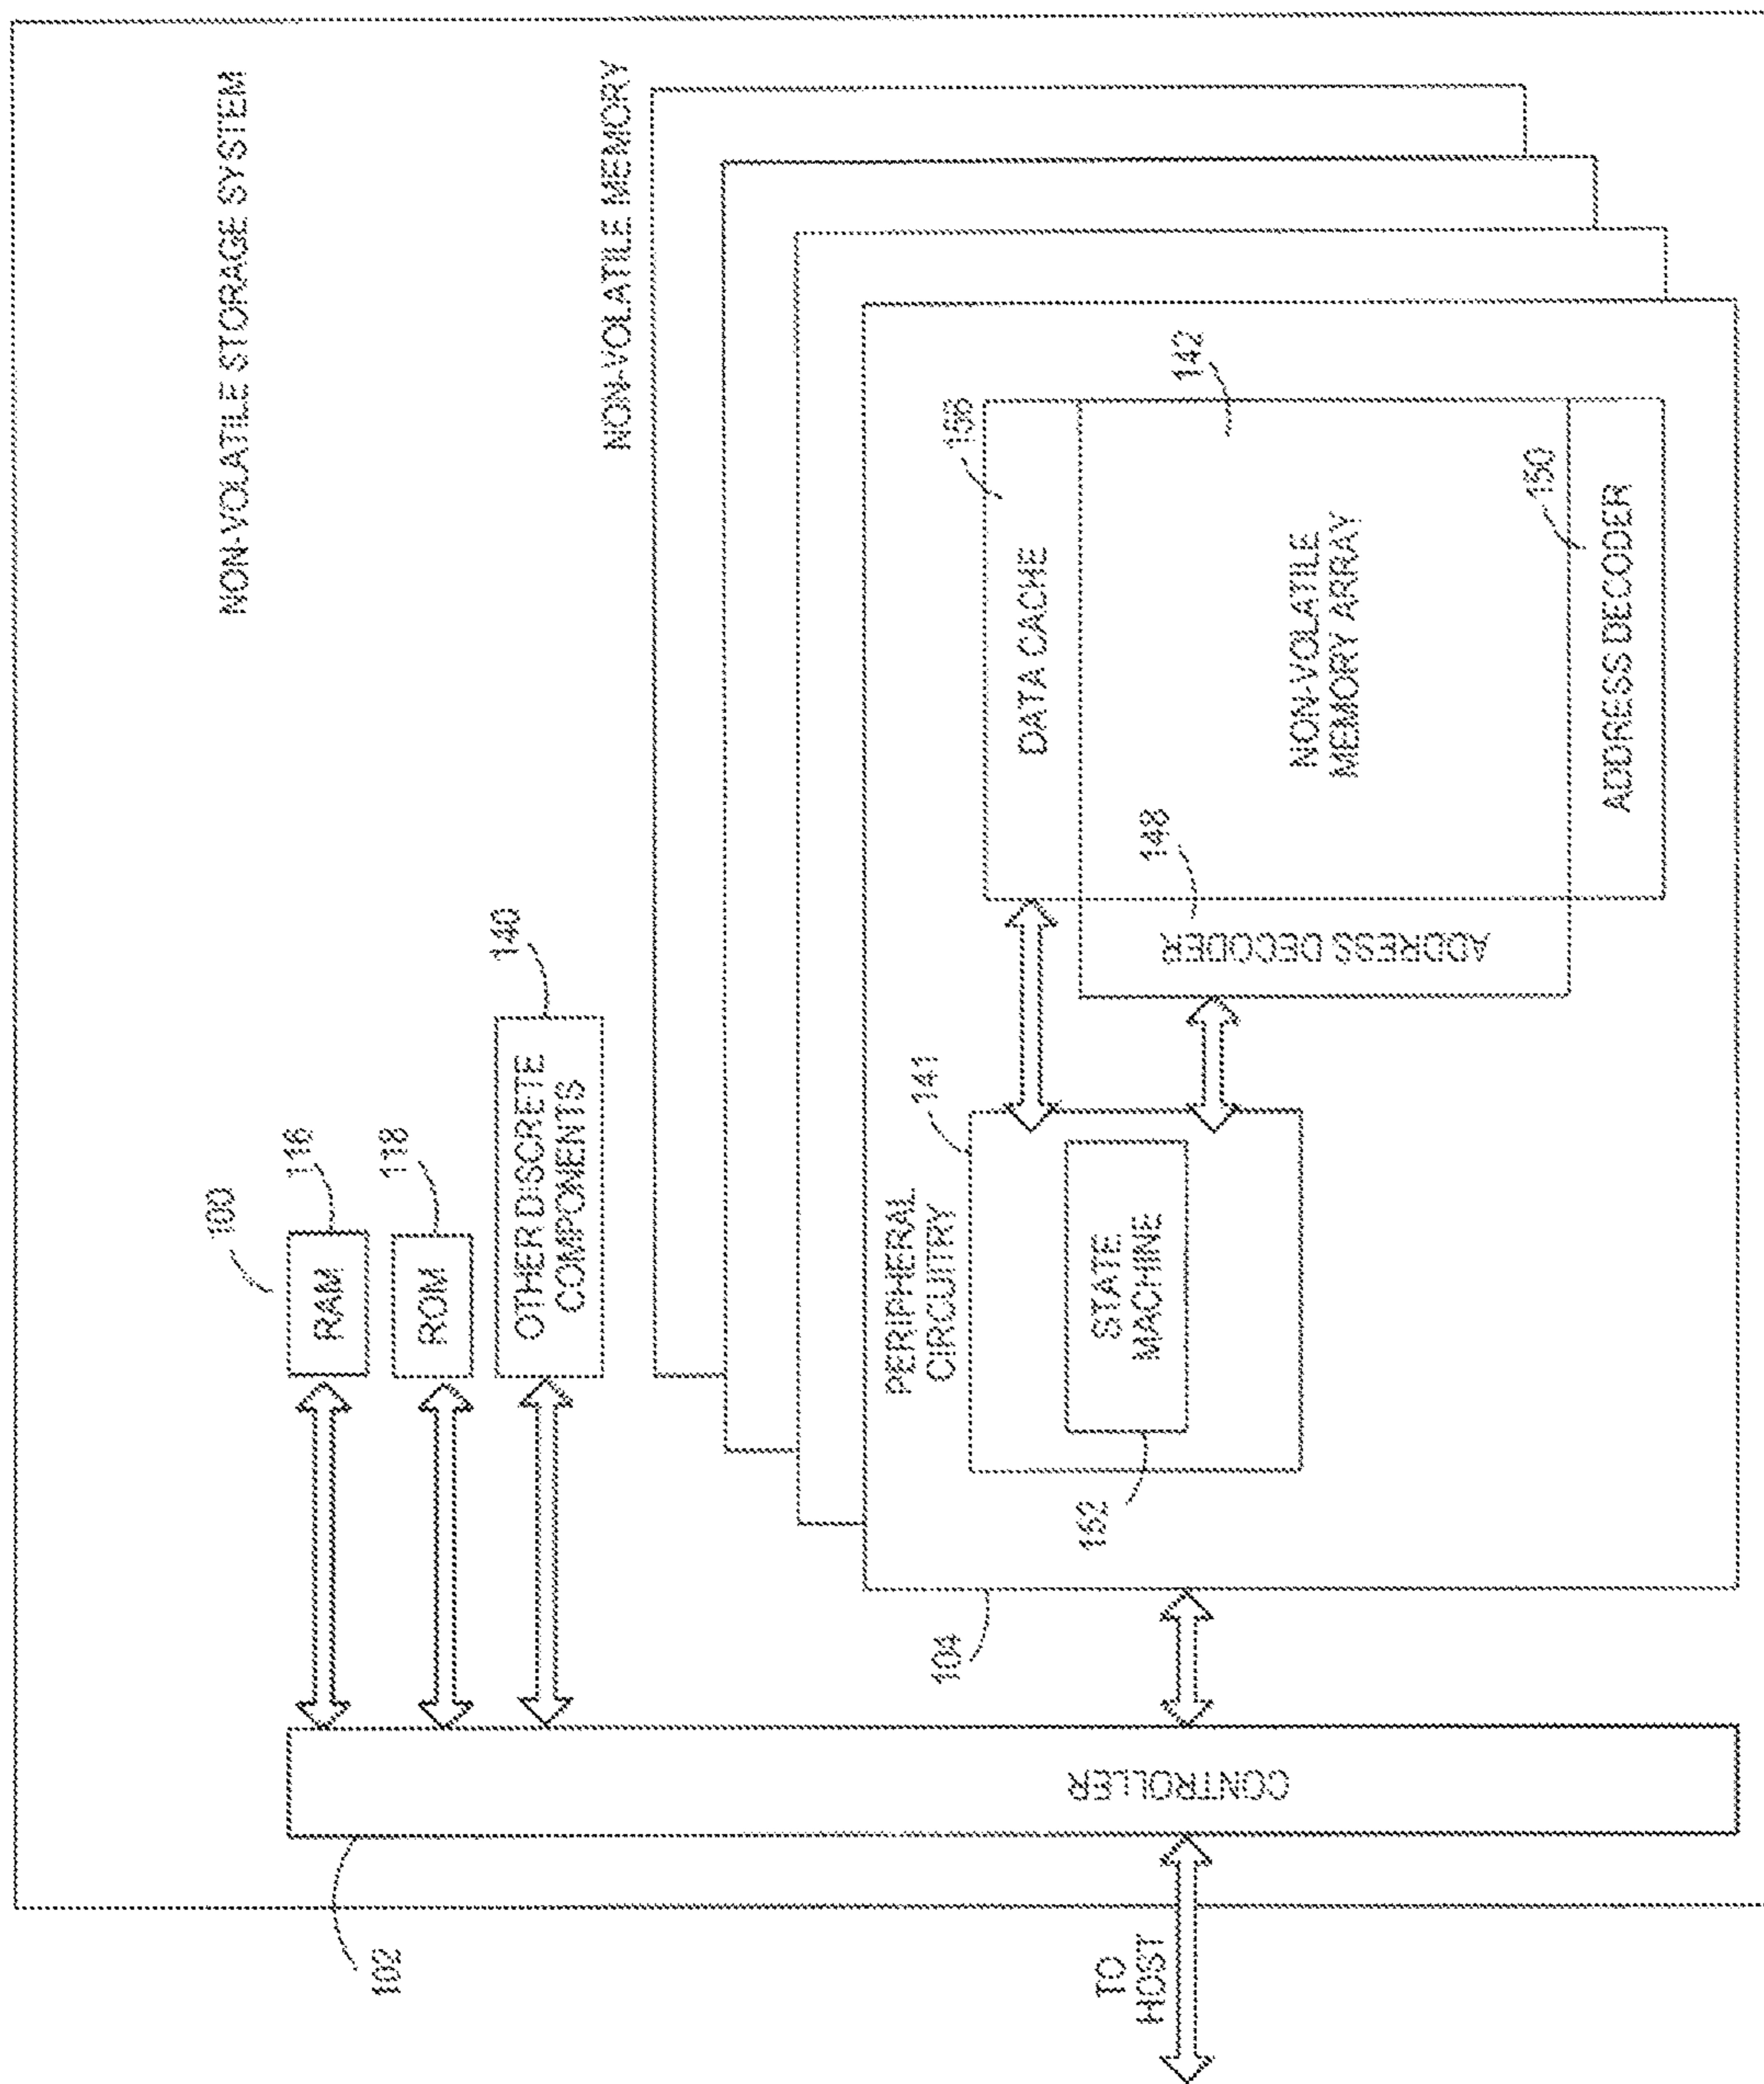 NON-VOLATILE STORAGE SYSTEM
100
RAM
116
ROM
118
OTHER DISCRETE
COMPONENTS
140
NON-VOLATILE MEMORY
102
CONTROLLER
TO
HOST
104
PERIPHERAL
CIRCUITRY
141
STATE
MACHINE
152
DATA CACHE
156
148
ADDRESS DECODER
NON-VOLATILE
MEMORY ARRAY
142
150
ADDRESS DECODER